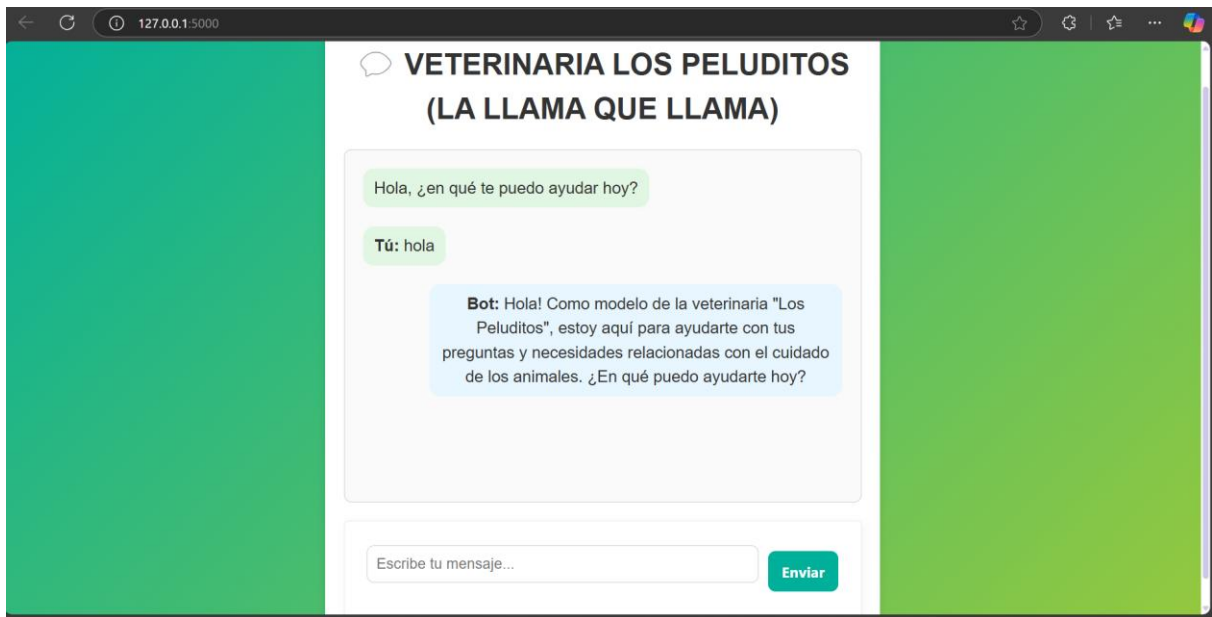 127.0.0.1:5000
VETERINARIA LOS PELUDITOS
(LA LLAMA QUE LLAMA)
Hola, ¿en qué te puedo ayudar hoy?
Tú: hola
Bot: Hola! Como modelo de la veterinaria "Los
Peluditos", estoy aquí para ayudarte con tus
preguntas y necesidades relacionadas con el cuidado
de los animales. ¿En qué puedo ayudarte hoy?
Escribe tu mensaje...
Enviar